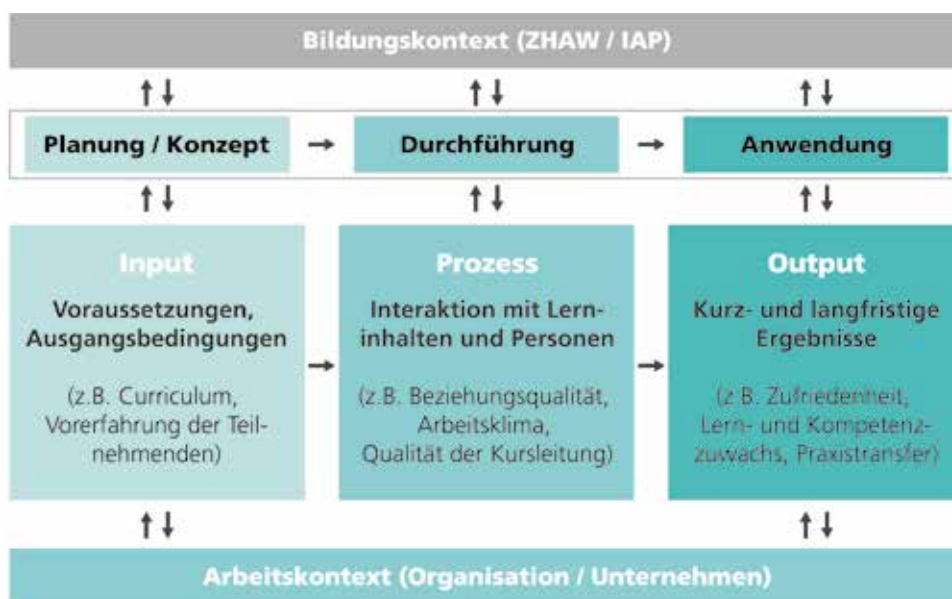 Bildungskontext (ZHAW / IAP)
Planung / Konzept
Durchführung
Anwendung
Input
Voraussetzungen,
Ausgangsbedingungen
(z.B. Curriculum,
Vorerfahrung der Teil-
nehmenden)
Prozess
Interaktion mit Lern-
inhalten und Personen
(z.B. Beziehungsqualität,
Arbeitsklima,
Qualität der Kursleitung)
Output
Kurz- und langfristige
Ergebnisse
(z.B. Zufriedenheit,
Lern- und Kompetenz-
zuwachs, Praxistransfer)
Arbeitskontext (Organisation / Unternehmen)